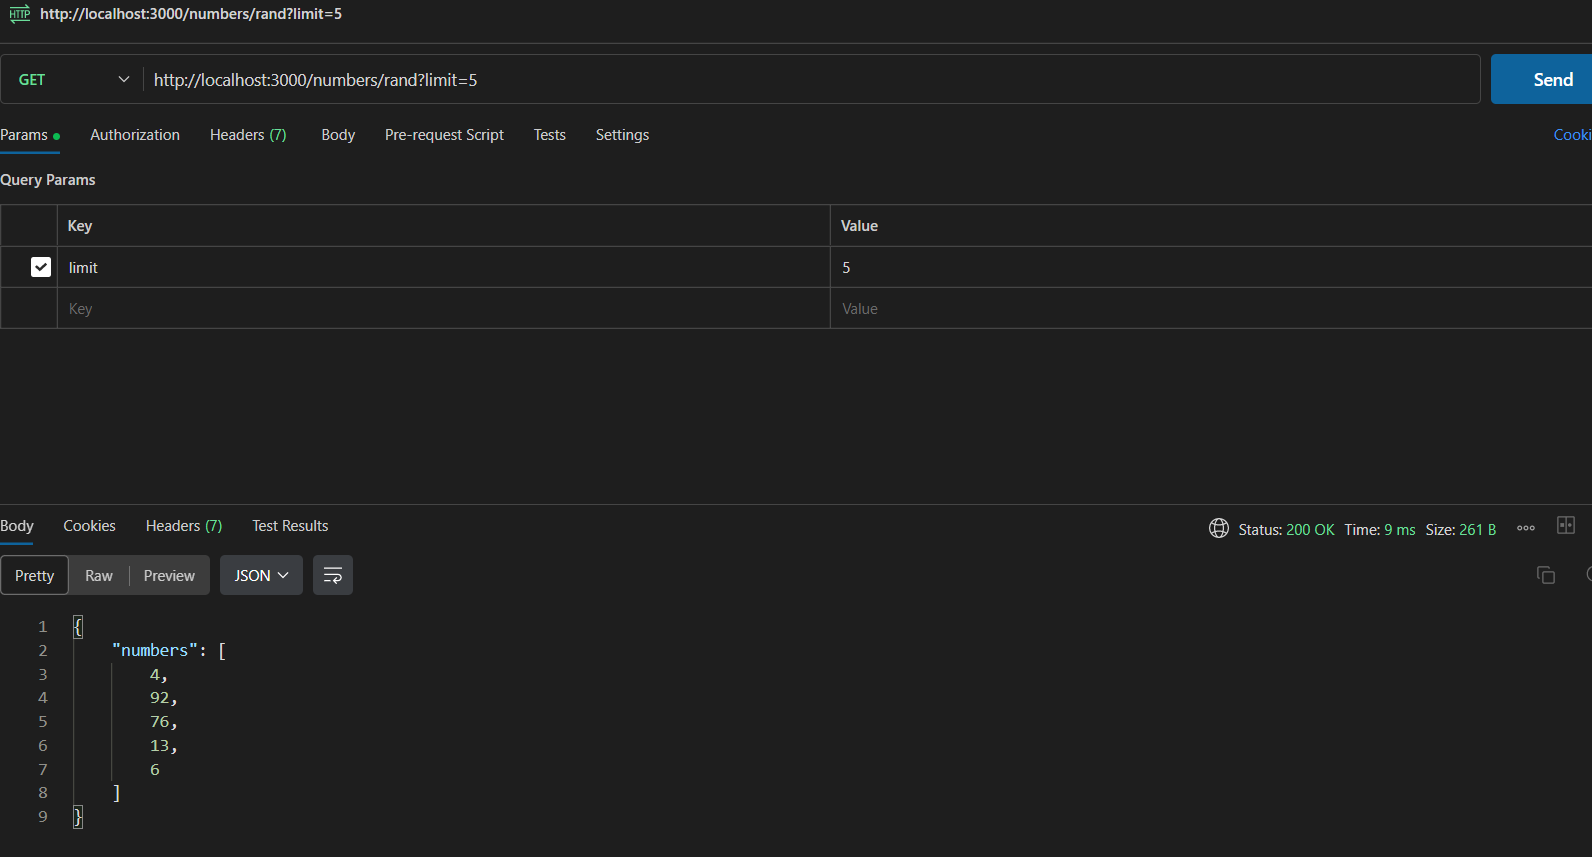 HTTP http://localhost:3000/numbers/rand?limit=5
GET http://localhost:3000/numbers/rand?limit=5 Send
Params Authorization Headers (7) Body Pre-request Script Tests Settings Cooki
Query Params
Key Value
limit 5
Key Value
Body Cookies Headers (7) Test Results Status: 200 OK Time: 9 ms Size: 261 B
Pretty Raw Preview JSON
1 {
2 "numbers": [
3 4,
4 92,
5 76,
6 13,
7 6
8 ]
9 }